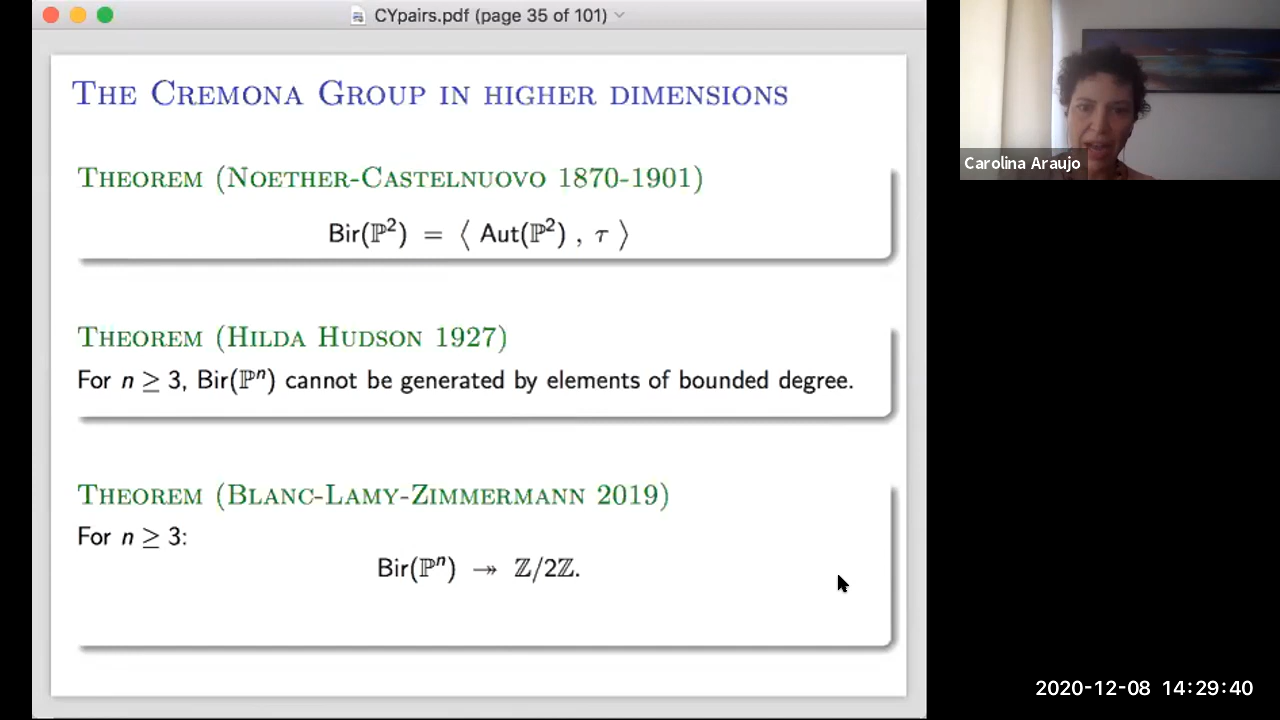 CYpairs.pdf (page 35 of 101)
The Cremona Group in higher dimensions
Theorem (Noether-Castelnuovo 1870-1901)
Bir(ℙ²) = ⟨ Aut(ℙ²) , τ ⟩
Theorem (Hilda Hudson 1927)
For n ≥ 3, Bir(ℙⁿ) cannot be generated by elements of bounded degree.
Theorem (Blanc-Lamy-Zimmermann 2019)
For n ≥ 3:
Bir(ℙⁿ) ↠ ℤ/2ℤ.
Carolina Araujo
2020-12-08 14:29:40